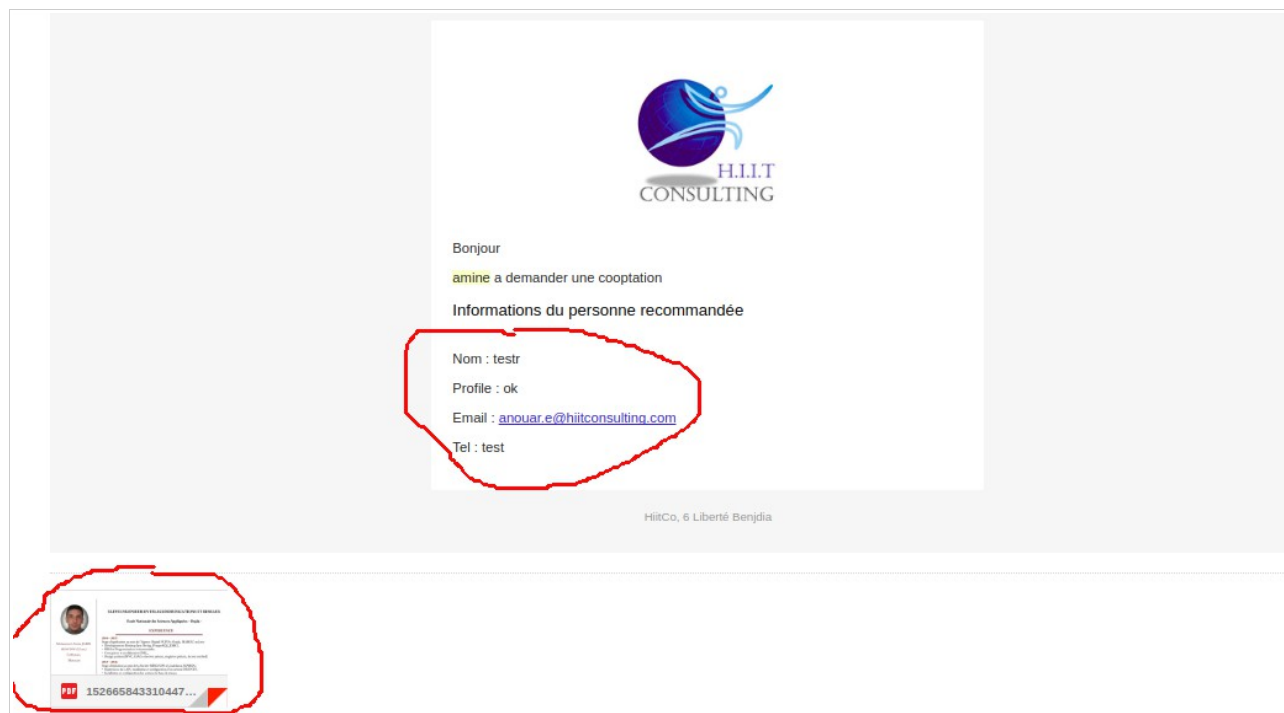 H.I.I.T
CONSULTING
Bonjour
amine a demander une cooptation
Informations du personne recommandée
Nom : testr
Profile : ok
Email : anouar.e@hiitconsulting.com
Tel : test
HiitCo, 6 Liberté Benjdia
PDF
152665843310447...